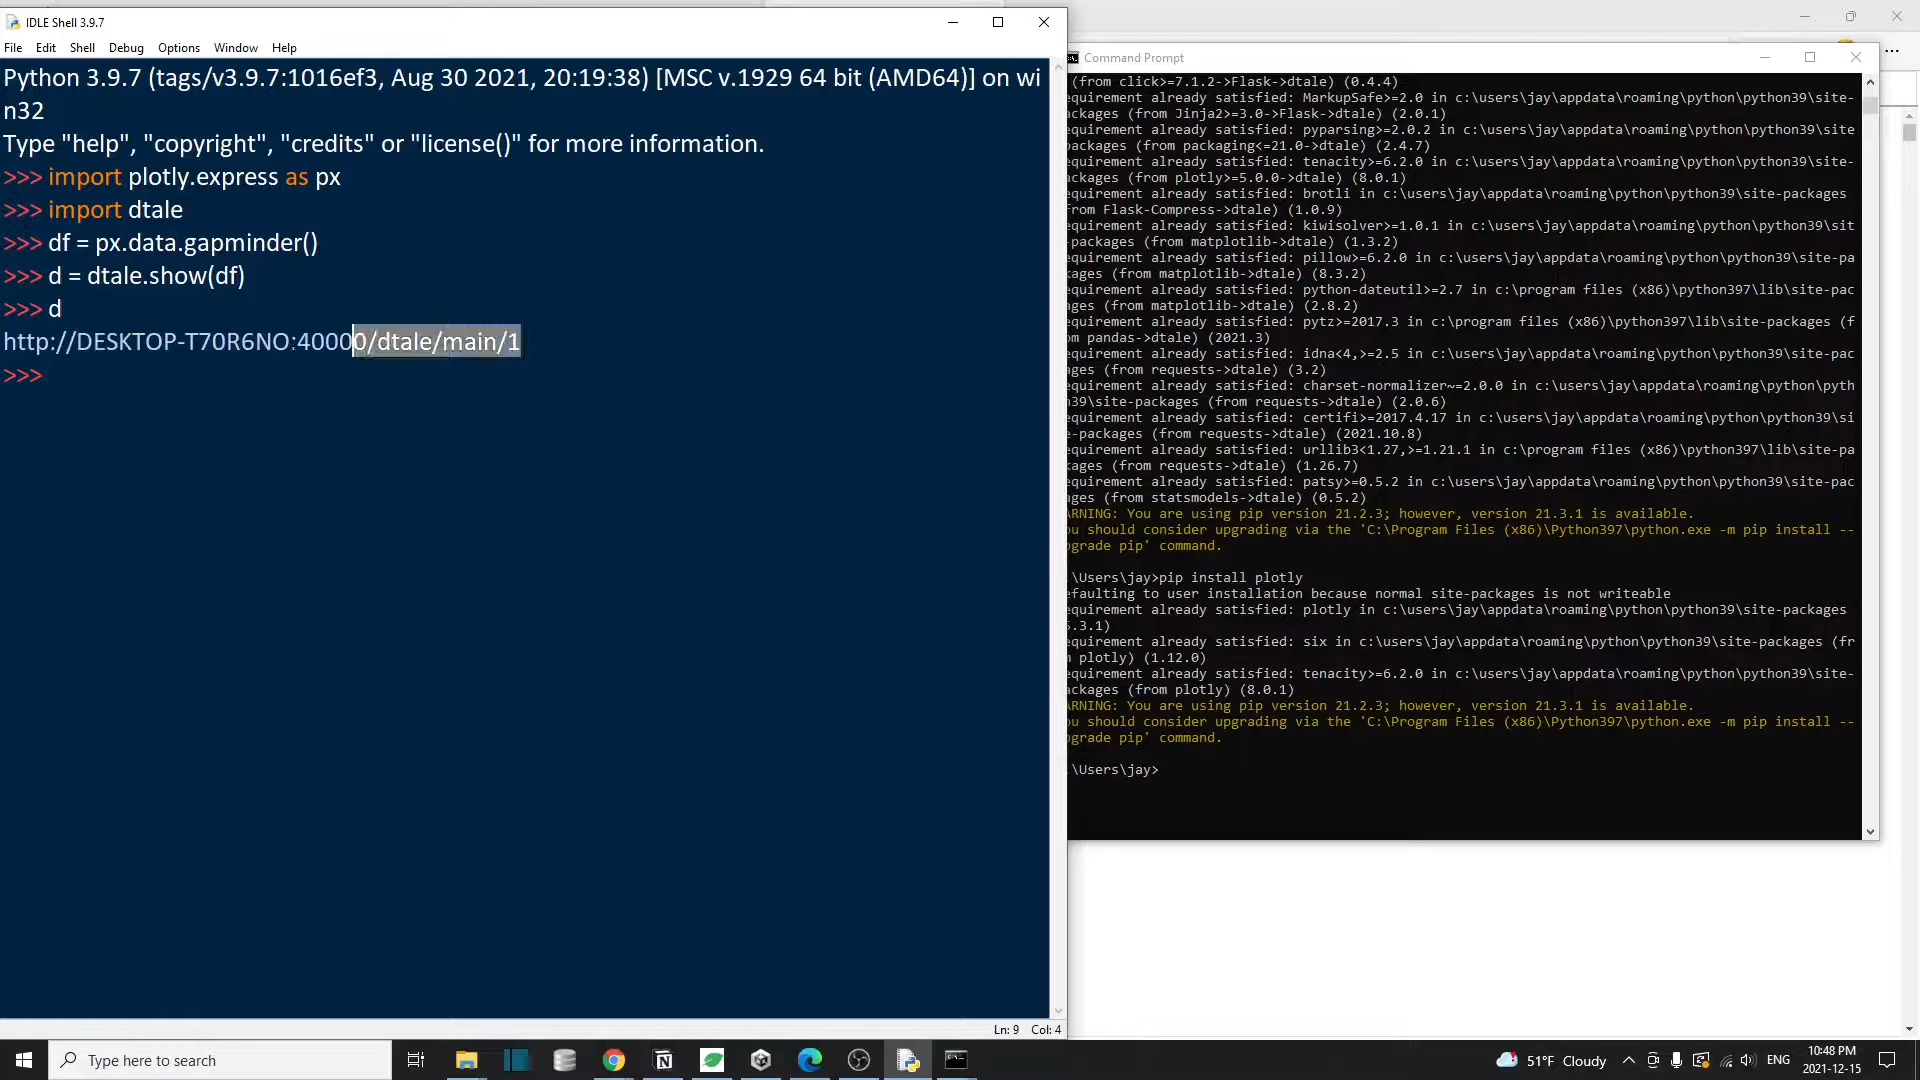 IDLE Shell 3.9.7
File Edit Shell Debug Options Window Help
Python 3.9.7 (tags/v3.9.7:1016ef3, Aug 30 2021, 20:19:38) [MSC v.1929 64 bit (AMD64)] on wi
n32
Type "help", "copyright", "credits" or "license()" for more information.
>>> import plotly.express as px
>>> import dtale
>>> df = px.data.gapminder()
>>> d = dtale.show(df)
>>> d
http://DESKTOP-T70R6NO:40000/dtale/main/1
>>>
Ln: 9 Col: 4
Command Prompt
(from click>=7.1.2->Flask->dtale) (0.4.4)
equirement already satisfied: MarkupSafe>=2.0 in c:\users\jay\appdata\roaming\python\python39\site-
ackages (from Jinja2>=3.0->Flask->dtale) (2.0.1)
equirement already satisfied: pyparsing>=2.0.2 in c:\users\jay\appdata\roaming\python\python39\site
packages (from packaging<=21.0->dtale) (2.4.7)
equirement already satisfied: tenacity>=6.2.0 in c:\users\jay\appdata\roaming\python\python39\site-
ackages (from plotly>=5.0.0->dtale) (8.0.1)
equirement already satisfied: brotli in c:\users\jay\appdata\roaming\python\python39\site-packages
from Flask-Compress->dtale) (1.0.9)
equirement already satisfied: kiwisolver>=1.0.1 in c:\users\jay\appdata\roaming\python\python39\sit
-packages (from matplotlib->dtale) (1.3.2)
equirement already satisfied: pillow>=6.2.0 in c:\users\jay\appdata\roaming\python\python39\site-pa
kages (from matplotlib->dtale) (8.3.2)
equirement already satisfied: python-dateutil>=2.7 in c:\program files (x86)\python397\lib\site-pac
ages (from matplotlib->dtale) (2.8.2)
equirement already satisfied: pytz>=2017.3 in c:\program files (x86)\python397\lib\site-packages (f
om pandas->dtale) (2021.3)
equirement already satisfied: idna<4,>=2.5 in c:\users\jay\appdata\roaming\python\python39\site-pac
ages (from requests->dtale) (3.2)
equirement already satisfied: charset-normalizer~=2.0.0 in c:\users\jay\appdata\roaming\python\pyth
n39\site-packages (from requests->dtale) (2.0.6)
equirement already satisfied: certifi>=2017.4.17 in c:\users\jay\appdata\roaming\python\python39\si
e-packages (from requests->dtale) (2021.10.8)
equirement already satisfied: urllib3<1.27,>=1.21.1 in c:\program files (x86)\python397\lib\site-pa
kages (from requests->dtale) (1.26.7)
equirement already satisfied: patsy>=0.5.2 in c:\users\jay\appdata\roaming\python\python39\site-pac
ages (from statsmodels->dtale) (0.5.2)
ARNING: You are using pip version 21.2.3; however, version 21.3.1 is available.
ou should consider upgrading via the 'C:\Program Files (x86)\Python397\python.exe -m pip install --
pgrade pip' command.
\Users\jay>pip install plotly
efaulting to user installation because normal site-packages is not writeable
equirement already satisfied: plotly in c:\users\jay\appdata\roaming\python\python39\site-packages
5.3.1)
equirement already satisfied: six in c:\users\jay\appdata\roaming\python\python39\site-packages (fr
m plotly) (1.12.0)
equirement already satisfied: tenacity>=6.2.0 in c:\users\jay\appdata\roaming\python\python39\site-
ackages (from plotly) (8.0.1)
ARNING: You are using pip version 21.2.3; however, version 21.3.1 is available.
ou should consider upgrading via the 'C:\Program Files (x86)\Python397\python.exe -m pip install --
pgrade pip' command.
\Users\jay>
Type here to search
51°F Cloudy
ENG
10:48 PM
2021-12-15